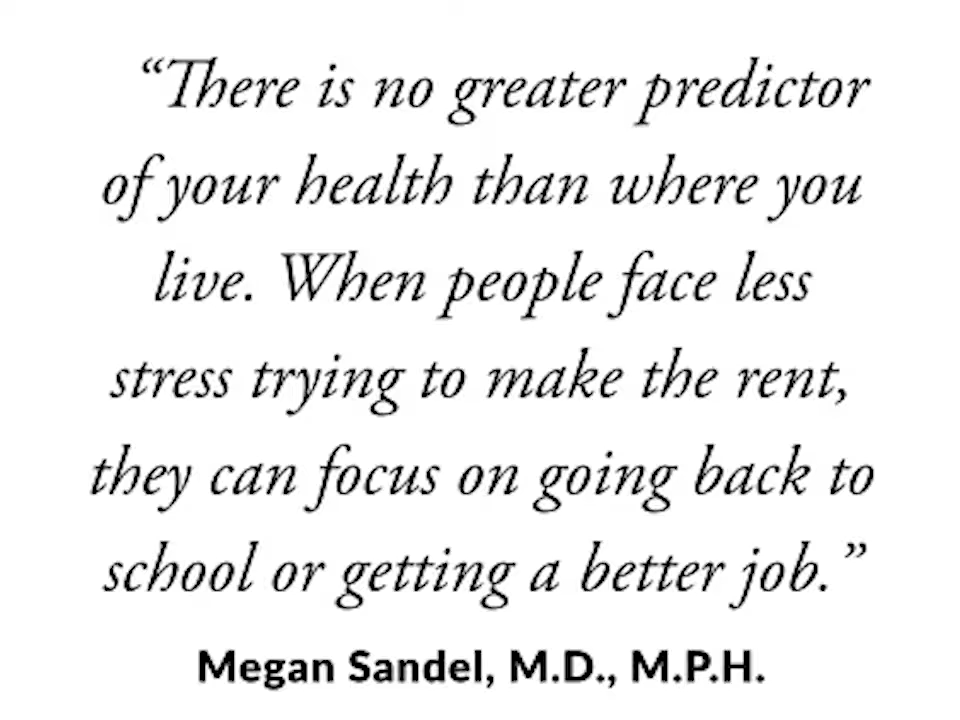 “There is no greater predictor
of your health than where you
live. When people face less
stress trying to make the rent,
they can focus on going back to
school or getting a better job.”
Megan Sandel, M.D., M.P.H.